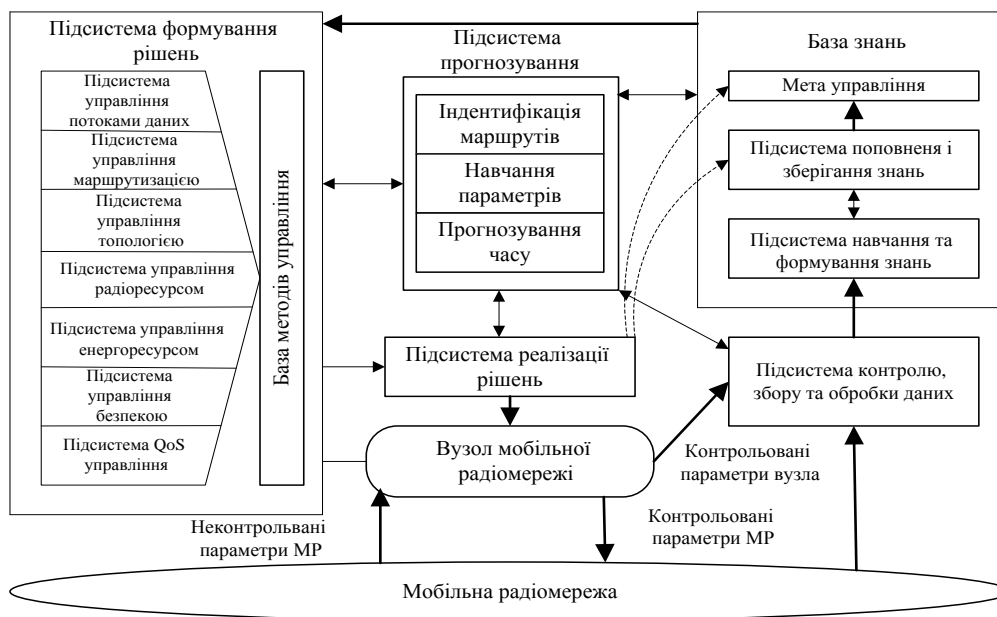 Підсистема формування
рішень
Підсистема
управління
потоками даних
Підсистема
управління
маршрутизацією
Підсистема
управління
топологією
Підсистема управління
радіоресурсом
Підсистема управління
енергоресурсом
Підсистема
управління
безпекою
Підсистема QoS
управління
База методів управління
Підсистема
прогнозування
Індентифікація
маршрутів
Навчання
параметрів
Прогнозування
часу
База знань
Мета управління
Підсистема поповненя і
зберігання знань
Підсистема навчання та
формування знань
Підсистема реалізації
рішень
Підсистема контролю,
збору та обробки даних
Вузол мобільної
радіомережі
Контрольовані
параметри вузла
Неконтрольвані
параметри МР
Контрольовані
параметри МР
Мобільна радіомережа